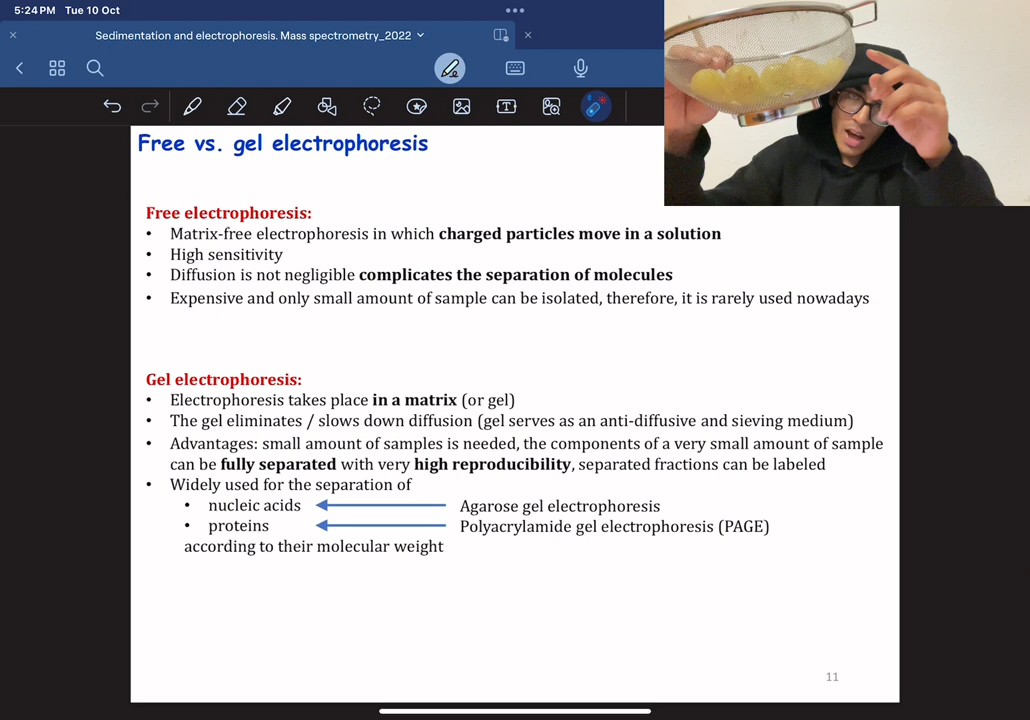 5:24 PM Tue 10 Oct
Sedimentation and electrophoresis. Mass spectrometry_2022
Free vs. gel electrophoresis
Free electrophoresis:
• Matrix-free electrophoresis in which charged particles move in a solution
• High sensitivity
• Diffusion is not negligible complicates the separation of molecules
• Expensive and only small amount of sample can be isolated, therefore, it is rarely used nowadays
Gel electrophoresis:
• Electrophoresis takes place in a matrix (or gel)
• The gel eliminates / slows down diffusion (gel serves as an anti-diffusive and sieving medium)
• Advantages: small amount of samples is needed, the components of a very small amount of sample
can be fully separated with very high reproducibility, separated fractions can be labeled
• Widely used for the separation of
• nucleic acids Agarose gel electrophoresis
• proteins Polyacrylamide gel electrophoresis (PAGE)
according to their molecular weight
11